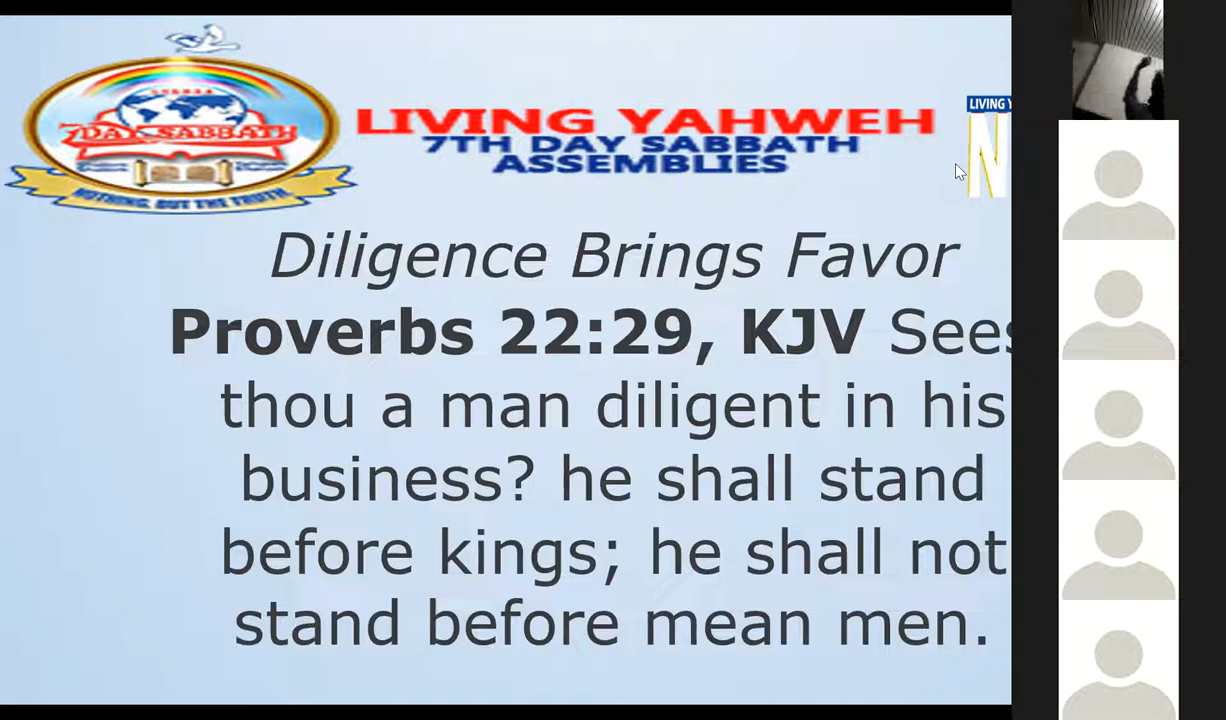 7DAY SABBATH
NOTHING BUT THE TRUTH
LIVING YAHWEH
7TH DAY SABBATH
ASSEMBLIES
LIVING Y
N
Diligence Brings Favor
Proverbs 22:29, KJV Sees
thou a man diligent in his
business? he shall stand
before kings; he shall not
stand before mean men.